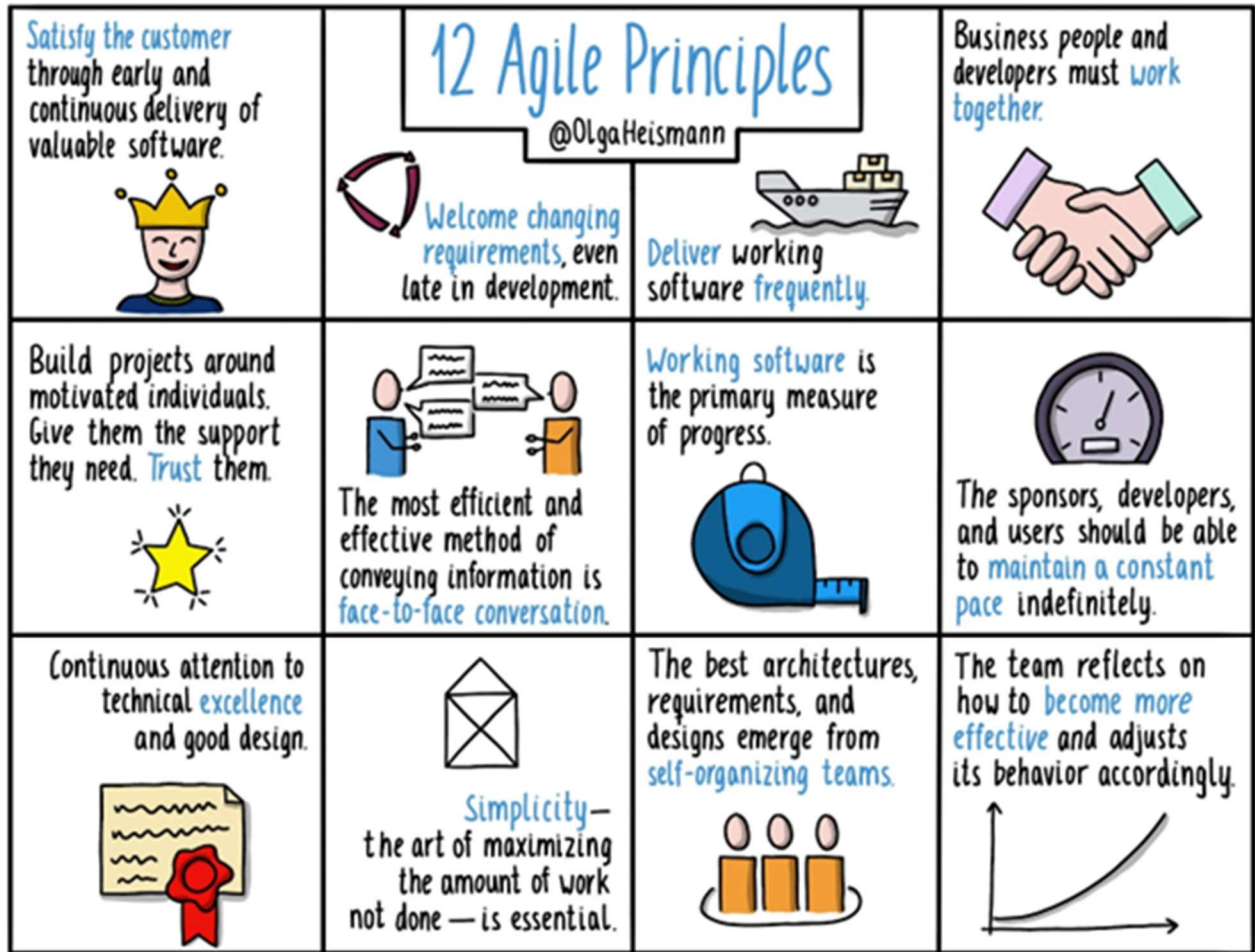 12 Agile Principles
@OlgaHeismann
Satisfy the customer
through early and
continuous delivery of
valuable software.
Welcome changing
requirements, even
late in development.
Deliver working
software frequently.
Business people and
developers must work
together.
Build projects around
motivated individuals.
Give them the support
they need. Trust them.
The most efficient and
effective method of
conveying information is
face-to-face conversation.
Working software is
the primary measure
of progress.
The sponsors, developers,
and users should be able
to maintain a constant
pace indefinitely.
Continuous attention to
technical excellence
and good design.
Simplicity—
the art of maximizing
the amount of work
not done — is essential.
The best architectures,
requirements, and
designs emerge from
self-organizing teams.
The team reflects on
how to become more
effective and adjusts
its behavior accordingly.